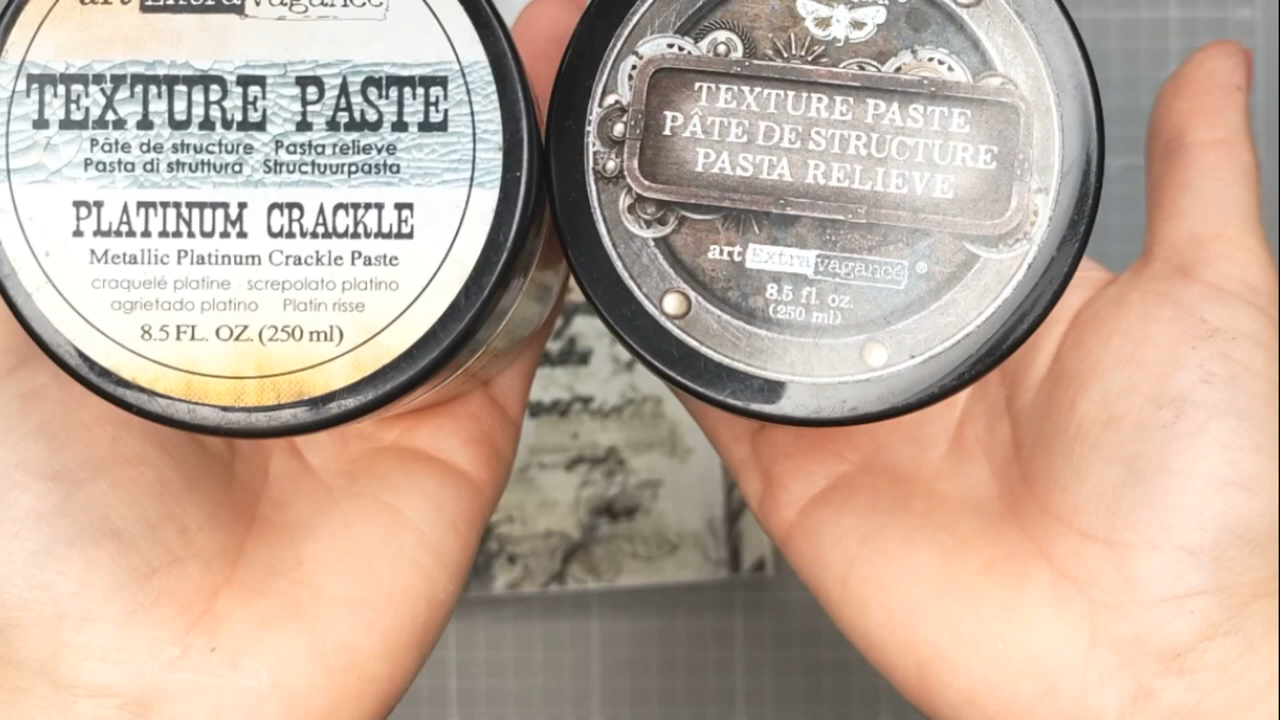 art Extravagance
TEXTURE PASTE
Pâte de structure Pasta relieve
Pasta di struttura Structuurpasta
PLATINUM CRACKLE
Metallic Platinum Crackle Paste
craquelé platine screpolato platino
agrietado platino Platin risse
8.5 FL. OZ. (250 ml)
TEXTURE PASTE
PÂTE DE STRUCTURE
PASTA RELIEVE
art Extravagance®
8.5 fl. oz.
(250 ml)